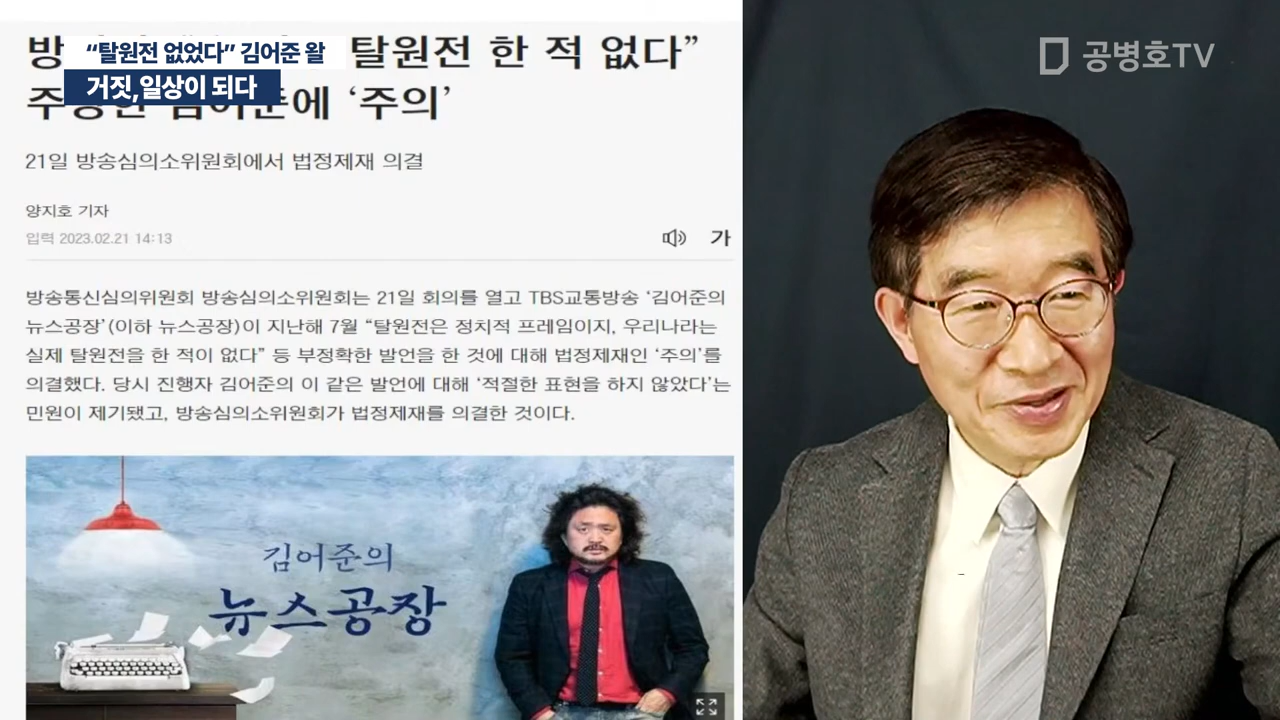 “탈원전 없었다” 김어준 왈
거짓,일상이 되다
탈원전 한 적 없다”
‘주의’
21일 방송심의소위원회에서 법정제재 의결
양지호 기자
입력 2023.02.21 14:13
가
방송통신심의위원회 방송심의소위원회는 21일 회의를 열고 TBS교통방송 ‘김어준의
뉴스공장’(이하 뉴스공장)이 지난해 7월 “탈원전은 정치적 프레임이지, 우리나라는
실제 탈원전을 한 적이 없다” 등 부정확한 발언을 한 것에 대해 법정제재인 ‘주의’를
의결했다. 당시 진행자 김어준의 이 같은 발언에 대해 ‘적절한 표현을 하지 않았다’는
민원이 제기됐고, 방송심의소위원회가 법정제재를 의결한 것이다.
김어준의
뉴스공장
공병호TV